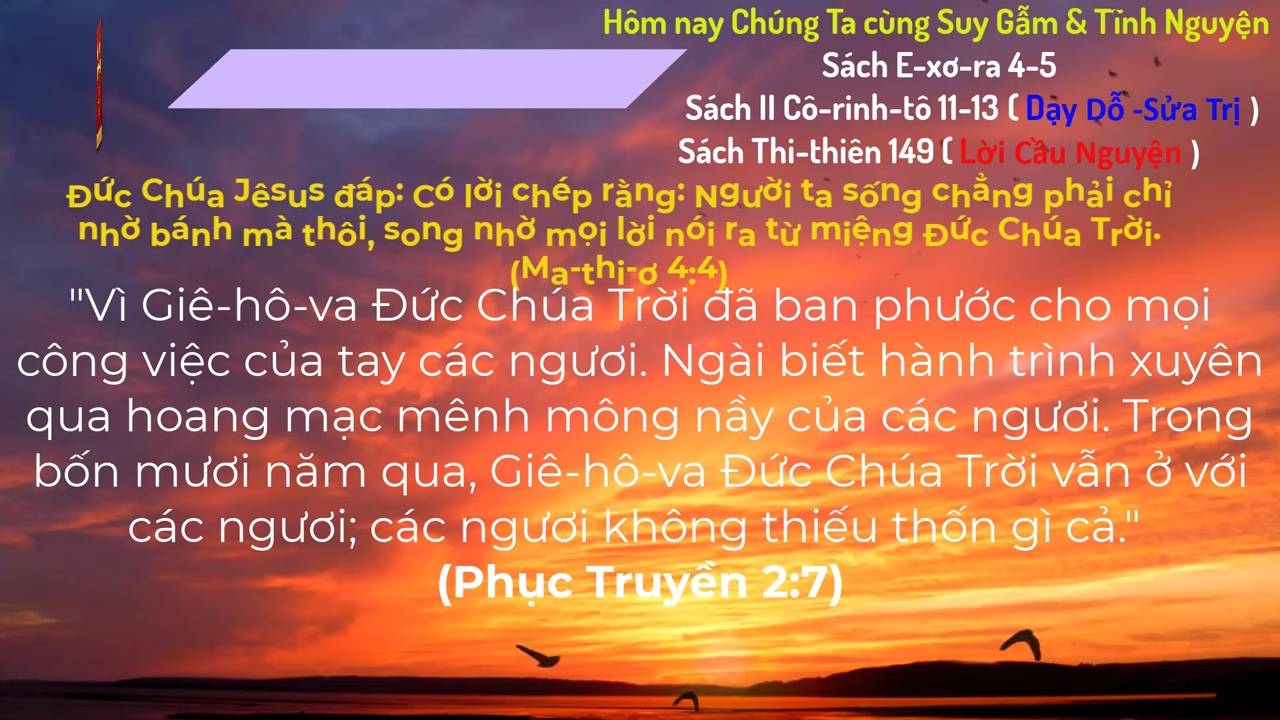 Hôm nay Chúng Ta cùng Suy Gẫm & Tĩnh Nguyện
Sách E-xơ-ra 4-5
Sách II Cô-rinh-tô 11-13 ( Dạy Dỗ -Sửa Trị )
Sách Thi-thiên 149 ( Lời Cầu Nguyện )
Đức Chúa Jêsus đáp: Có lời chép rằng: Người ta sống chẳng phải chỉ
nhờ bánh mà thôi, song nhờ mọi lời nói ra từ miệng Đức Chúa Trời.
(Ma-thi-ơ 4:4)
"Vì Giê-hô-va Đức Chúa Trời đã ban phước cho mọi
công việc của tay các ngươi. Ngài biết hành trình xuyên
qua hoang mạc mênh mông nầy của các ngươi. Trong
bốn mươi năm qua, Giê-hô-va Đức Chúa Trời vẫn ở với
các ngươi; các ngươi không thiếu thốn gì cả."
(Phục Truyền 2:7)